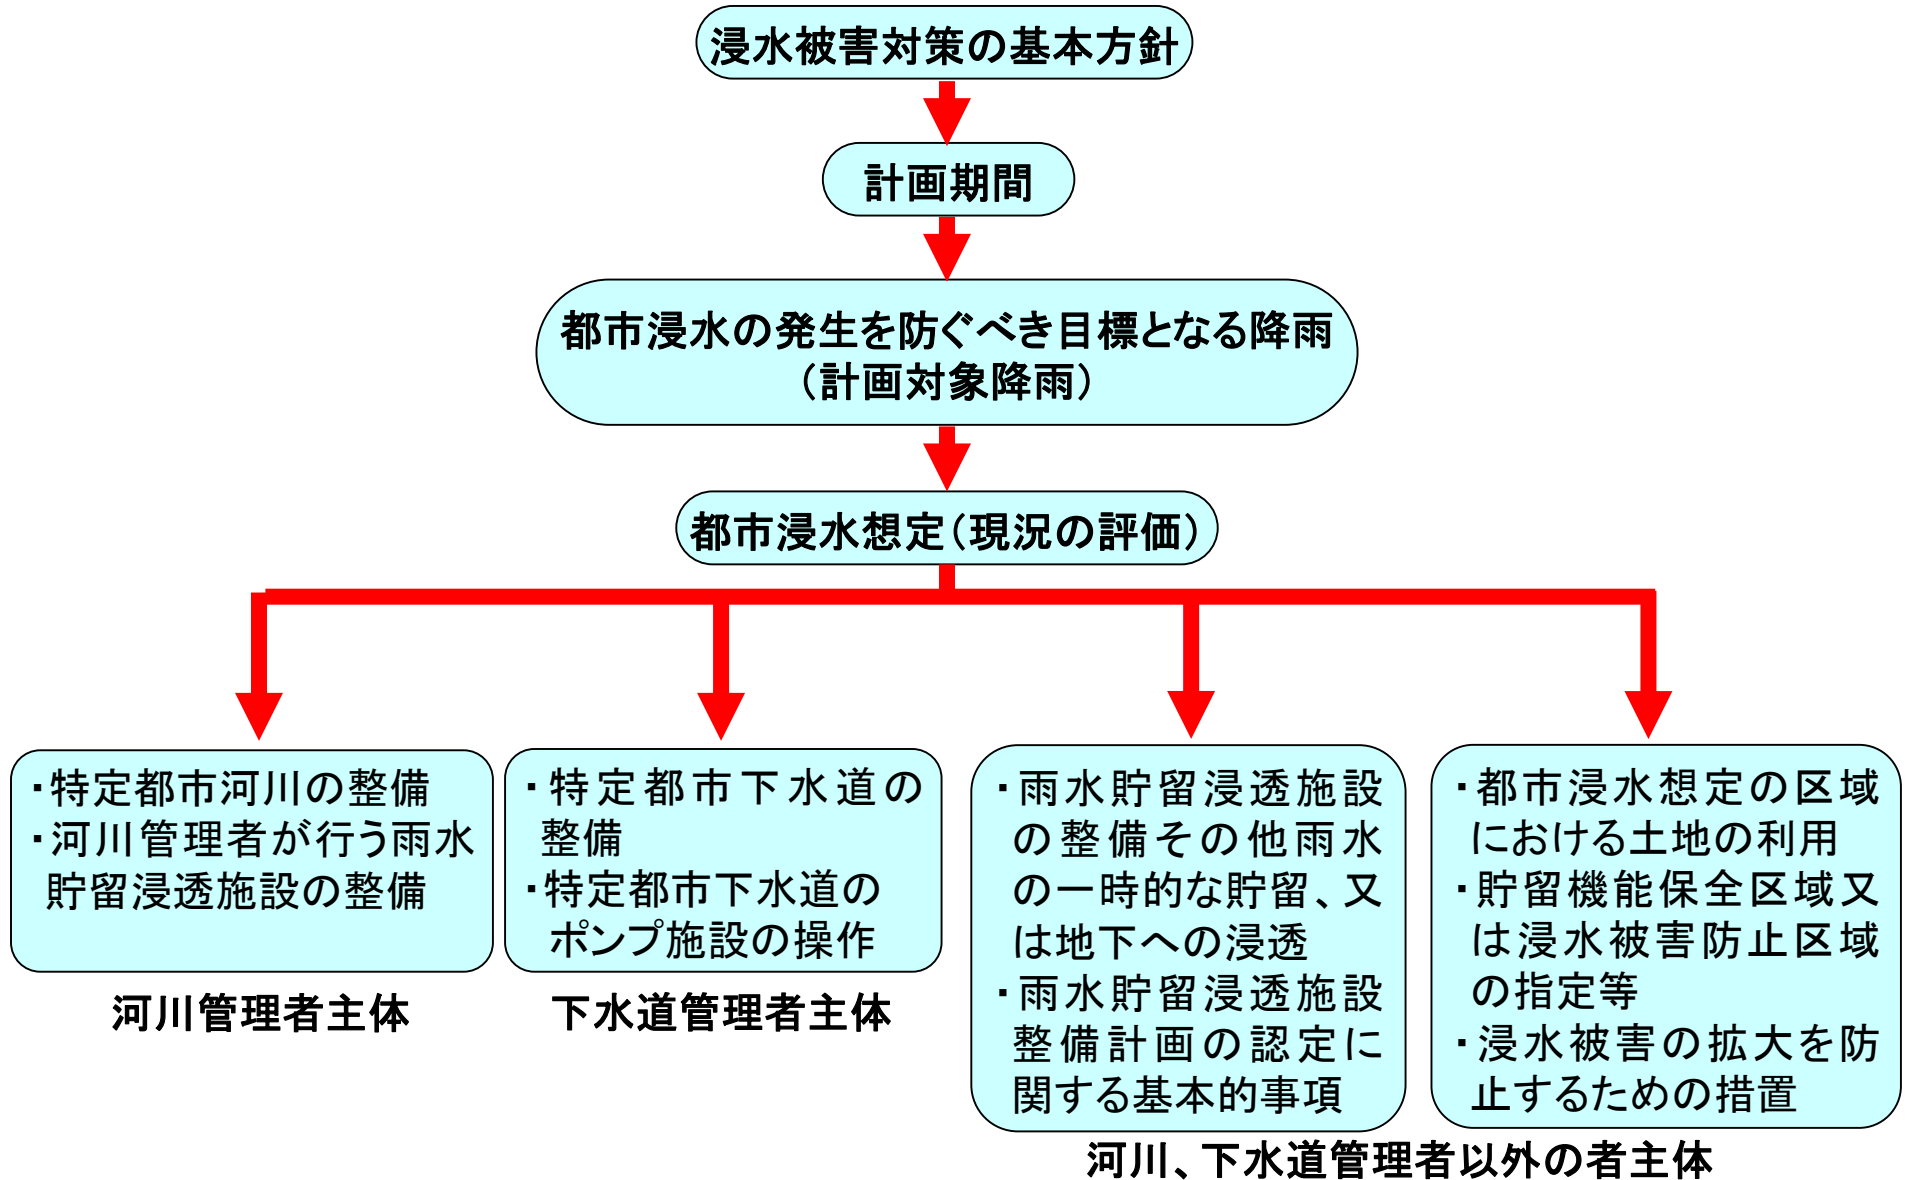 浸水被害対策の基本方針
計画期間
都市浸水の発生を防ぐべき目標となる降雨
（計画対象降雨）
都市浸水想定（現況の評価）
・特定都市河川の整備
・河川管理者が行う雨水
貯留浸透施設の整備
河川管理者主体
・特定都市下水道の
整備
・特定都市下水道の
ポンプ施設の操作
下水道管理者主体
・雨水貯留浸透施設
の整備その他雨水
の一時的な貯留、又
は地下への浸透
・雨水貯留浸透施設
整備計画の認定に
関する基本的事項
・都市浸水想定の区域
における土地の利用
・貯留機能保全区域又
は浸水被害防止区域
の指定等
・浸水被害の拡大を防
止するための措置
河川、下水道管理者以外の者主体